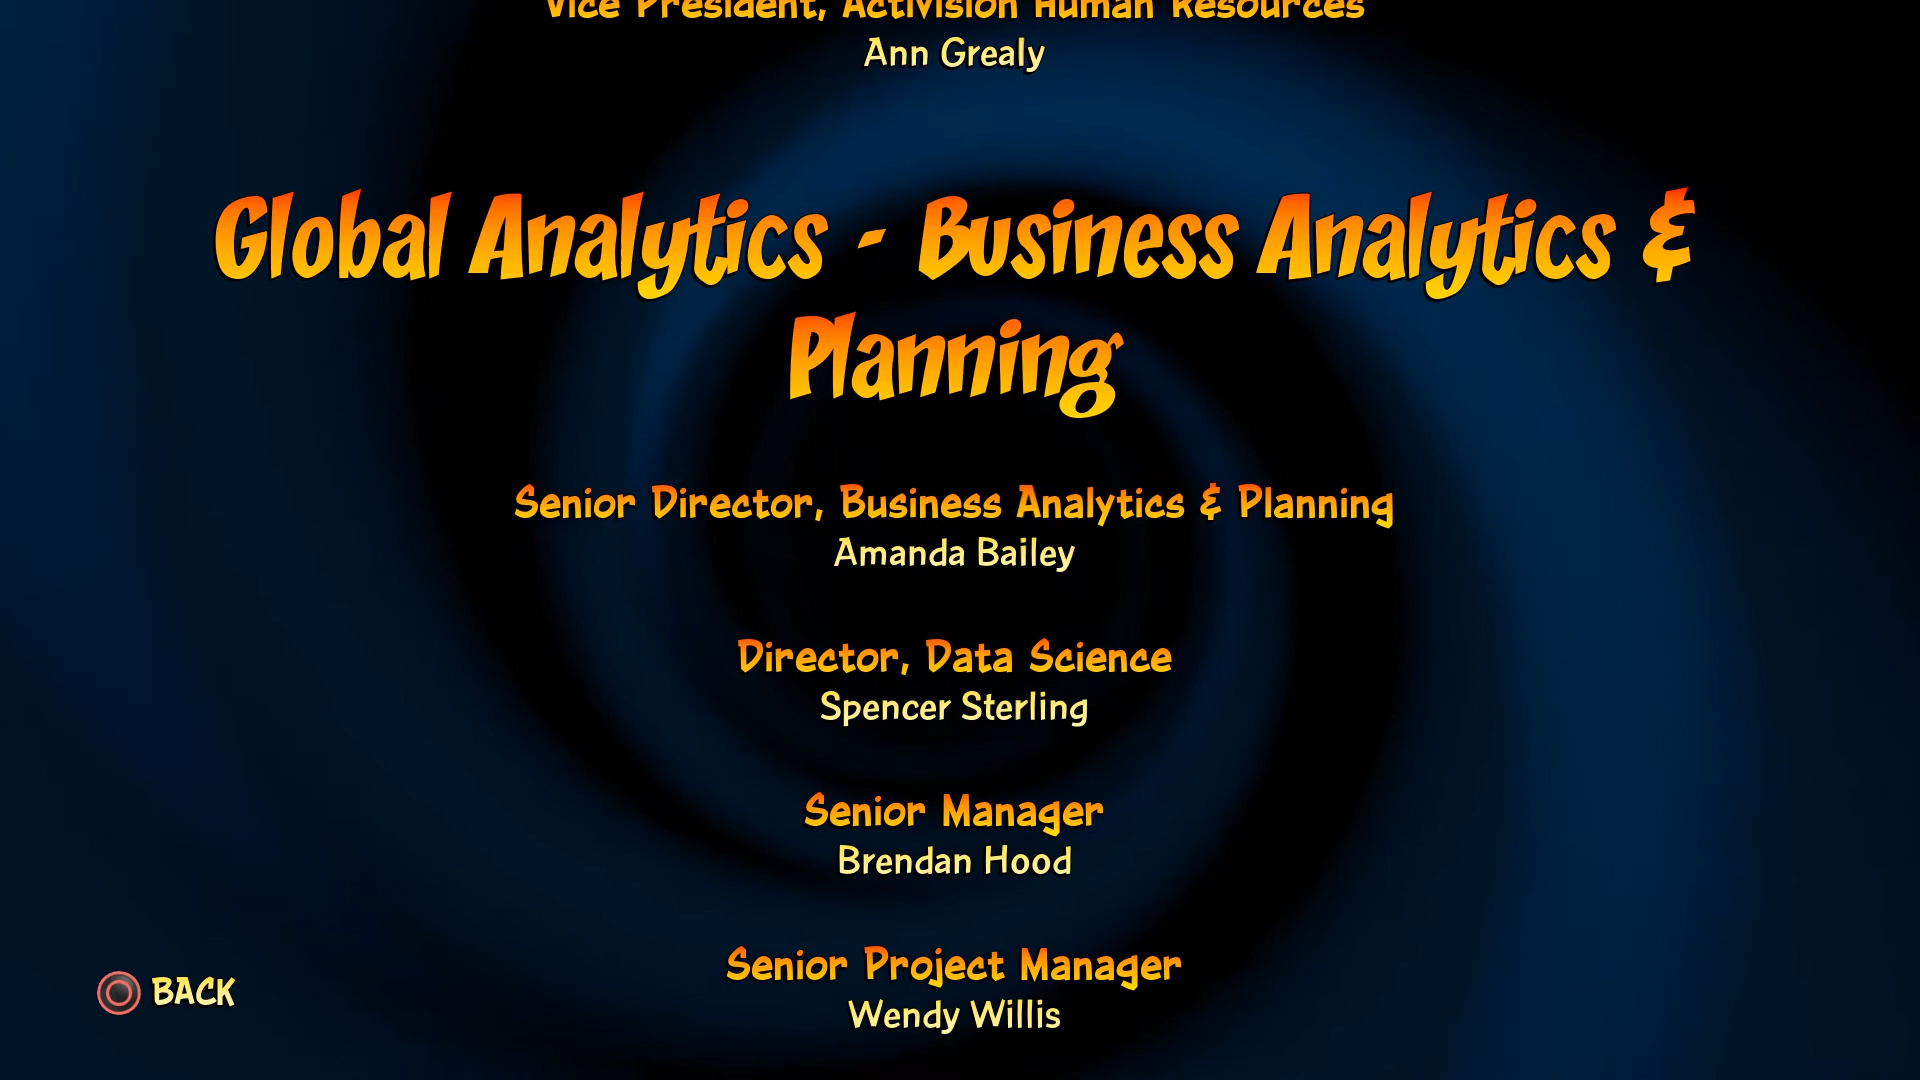 Vice President, Activision Human Resources
Ann Grealy
Global Analytics - Business Analytics &
Planning
Senior Director, Business Analytics & Planning
Amanda Bailey
Director, Data Science
Spencer Sterling
Senior Manager
Brendan Hood
Senior Project Manager
Wendy Willis
BACK